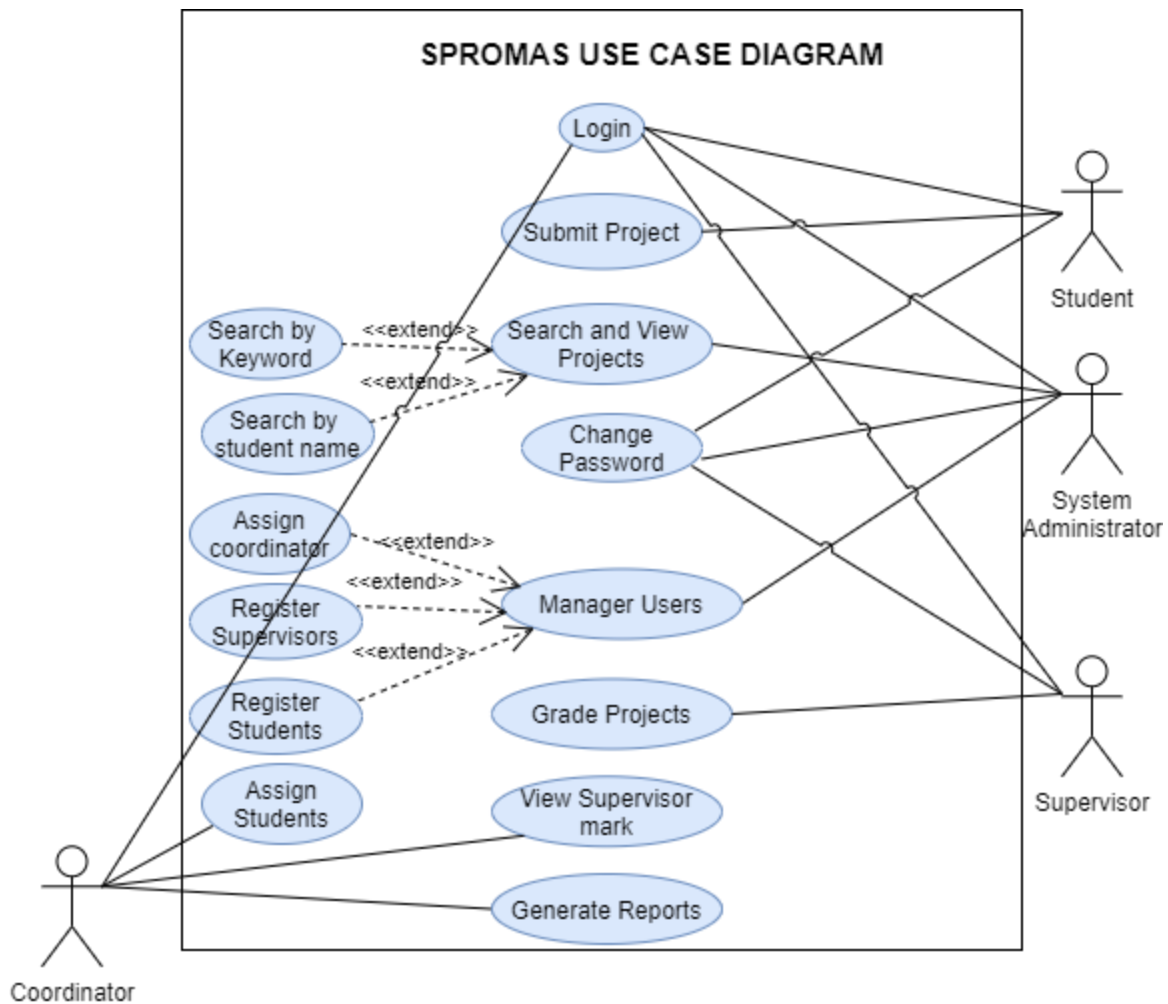 SPROMAS USE CASE DIAGRAM
Login
Submit Project
Student
Search by
Keyword
<<extend>>
Search and View
Projects
<<extend>>
Search by
student name
Change
Password
System
Administrator
Assign
coordinator
<<extend>>
<<extend>>
Manager Users
Register
Supervisors
<<extend>>
Register
Students
Grade Projects
Supervisor
Assign
Students
View Supervisor
mark
Generate Reports
Coordinator